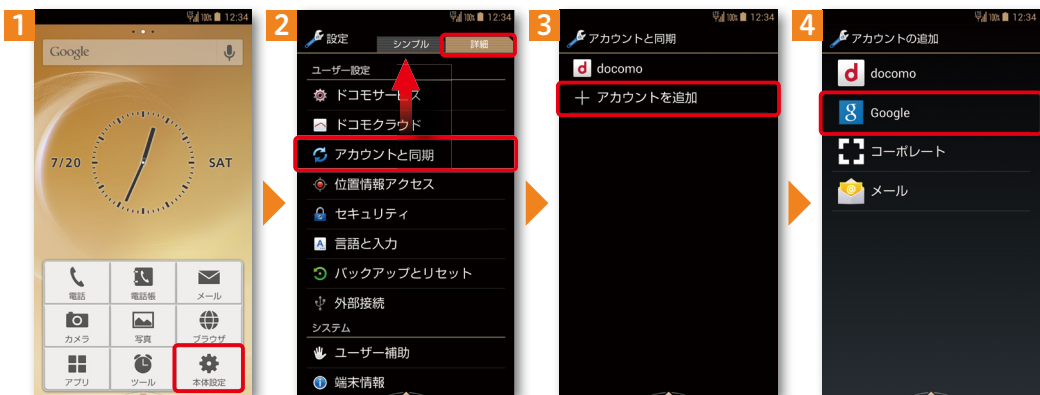 1
100% 12:34
Google
7/20 SAT
電話
電話帳
メール
カメラ
写真
ブラウザ
アプリ
ツール
本体設定
2
100% 12:34
設定
シンプル
詳細
ユーザー設定
ドコモサービス
ドコモクラウド
アカウントと同期
位置情報アクセス
セキュリティ
A 言語と入力
バックアップとリセット
外部接続
システム
ユーザー補助
端末情報
3
100% 12:34
アカウントと同期
d docomo
+ アカウントを追加
4
100% 12:34
アカウントの追加
d docomo
g Google
コーポレート
@ メール